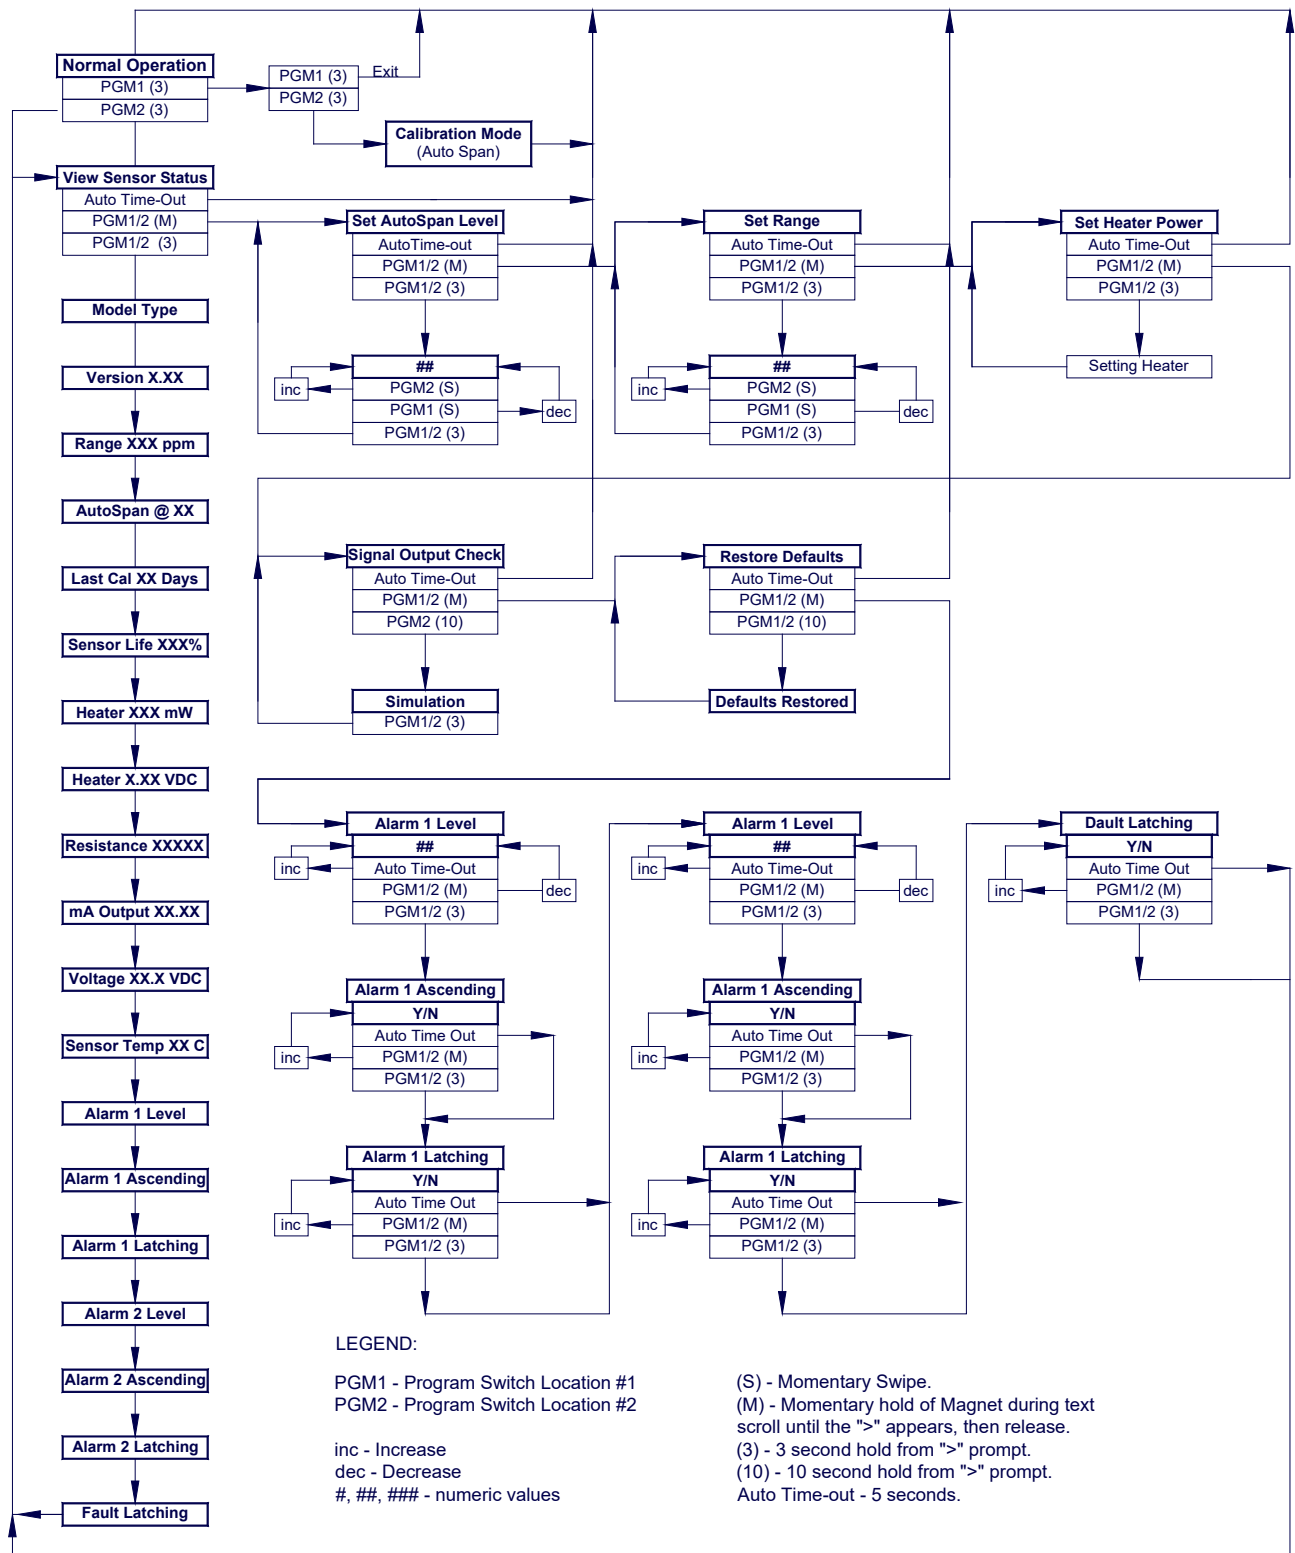 Normal Operation
PGM1 (3)
PGM2 (3)
PGM1 (3)
Exit
PGM2 (3)
Calibration Mode
(Auto Span)
View Sensor Status
Auto Time-Out
PGM1/2 (M)
PGM1/2 (3)
Set AutoSpan Level
AutoTime-out
PGM1/2 (M)
PGM1/2 (3)
##
inc
PGM2 (S)
PGM1 (S)
dec
PGM1/2 (3)
Set Range
Auto Time-Out
PGM1/2 (M)
PGM1/2 (3)
##
inc
PGM2 (S)
PGM1 (S)
dec
PGM1/2 (3)
Set Heater Power
Auto Time-Out
PGM1/2 (M)
PGM1/2 (3)
Setting Heater
Model Type
Version X.XX
Range XXX ppm
AutoSpan @ XX
Last Cal XX Days
Sensor Life XXX%
Heater XXX mW
Heater X.XX VDC
Resistance XXXXX
mA Output XX.XX
Voltage XX.X VDC
Sensor Temp XX C
Alarm 1 Level
Alarm 1 Ascending
Alarm 1 Latching
Alarm 2 Level
Alarm 2 Ascending
Alarm 2 Latching
Fault Latching
Signal Output Check
Auto Time-Out
PGM1/2 (M)
PGM2 (10)
Simulation
PGM1/2 (3)
Restore Defaults
Auto Time-Out
PGM1/2 (M)
PGM1/2 (10)
Defaults Restored
Alarm 1 Level
##
inc
Auto Time-Out
PGM1/2 (M)
dec
PGM1/2 (3)
Alarm 1 Ascending
Y/N
Auto Time Out
inc
PGM1/2 (M)
PGM1/2 (3)
Alarm 1 Latching
Y/N
Auto Time Out
inc
PGM1/2 (M)
PGM1/2 (3)
Alarm 1 Level
##
inc
Auto Time-Out
PGM1/2 (M)
dec
PGM1/2 (3)
Alarm 1 Ascending
Y/N
Auto Time Out
inc
PGM1/2 (M)
PGM1/2 (3)
Alarm 1 Latching
Y/N
Auto Time Out
inc
PGM1/2 (M)
PGM1/2 (3)
Dault Latching
Y/N
Auto Time Out
inc
PGM1/2 (M)
PGM1/2 (3)
LEGEND:
PGM1 - Program Switch Location #1
PGM2 - Program Switch Location #2
inc - Increase
dec - Decrease
#, ##, ### - numeric values
(S) - Momentary Swipe.
(M) - Momentary hold of Magnet during text
scroll until the ">" appears, then release.
(3) - 3 second hold from ">" prompt.
(10) - 10 second hold from ">" prompt.
Auto Time-out - 5 seconds.